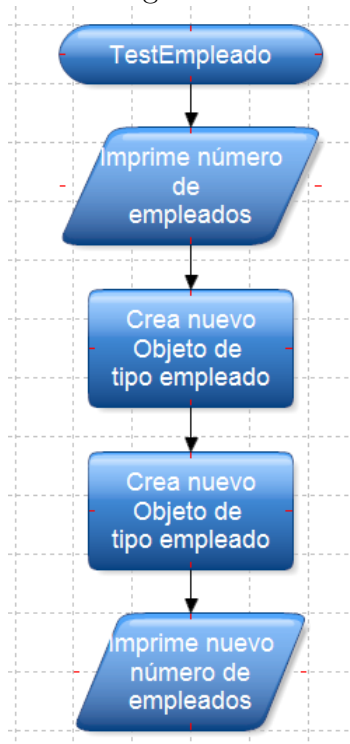 TestEmpleado
Imprime número
de
empleados
Crea nuevo
Objeto de
tipo empleado
Crea nuevo
Objeto de
tipo empleado
Imprime nuevo
número de
empleados